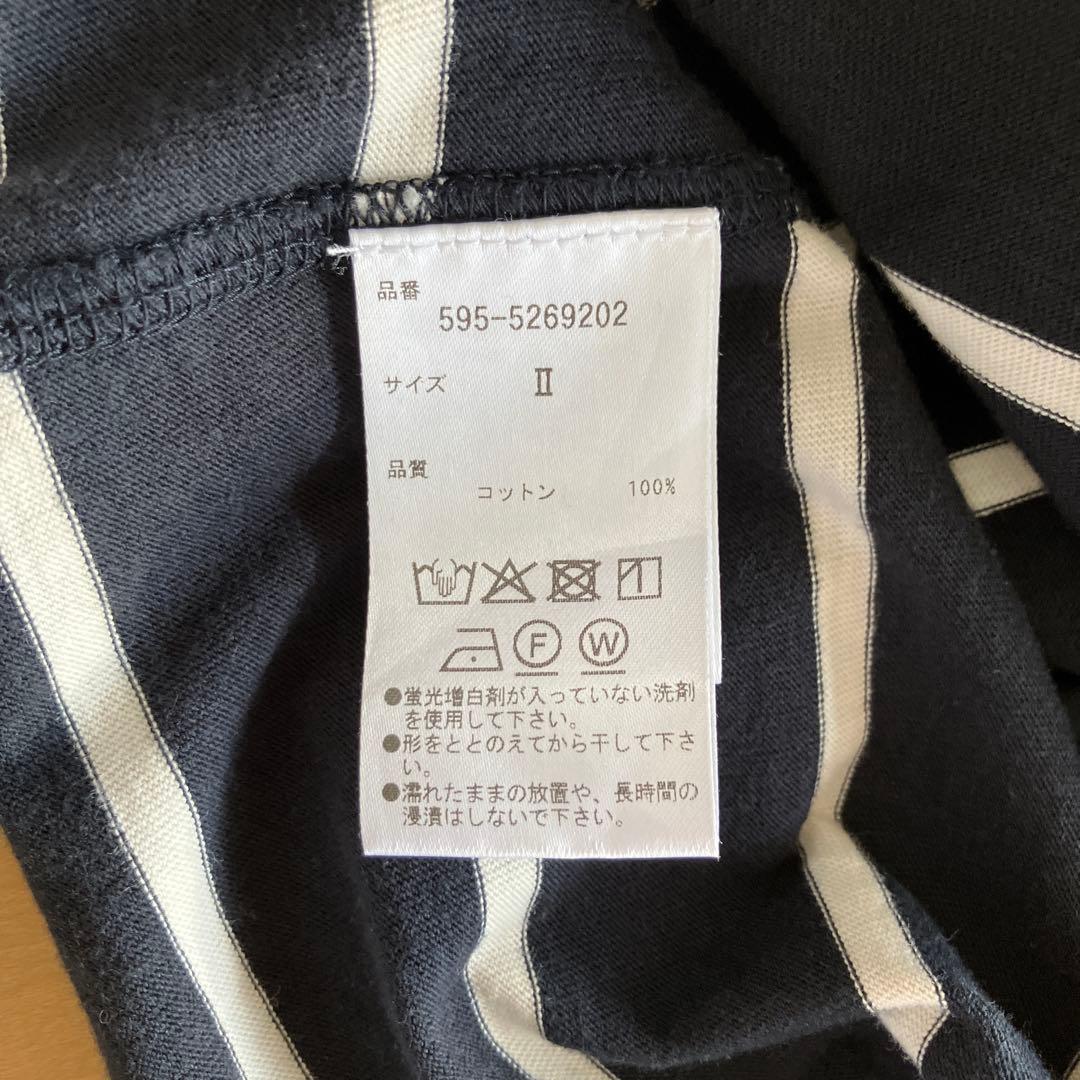 品番
595-5269202
サイズ Ⅱ
品質
コットン 100%
F W
●蛍光増白剤が入っていない洗剤
を使用して下さい。
●形をととのえてから干して下さ
い。
●濡れたままの放置や、長時間の
浸漬はしないで下さい。